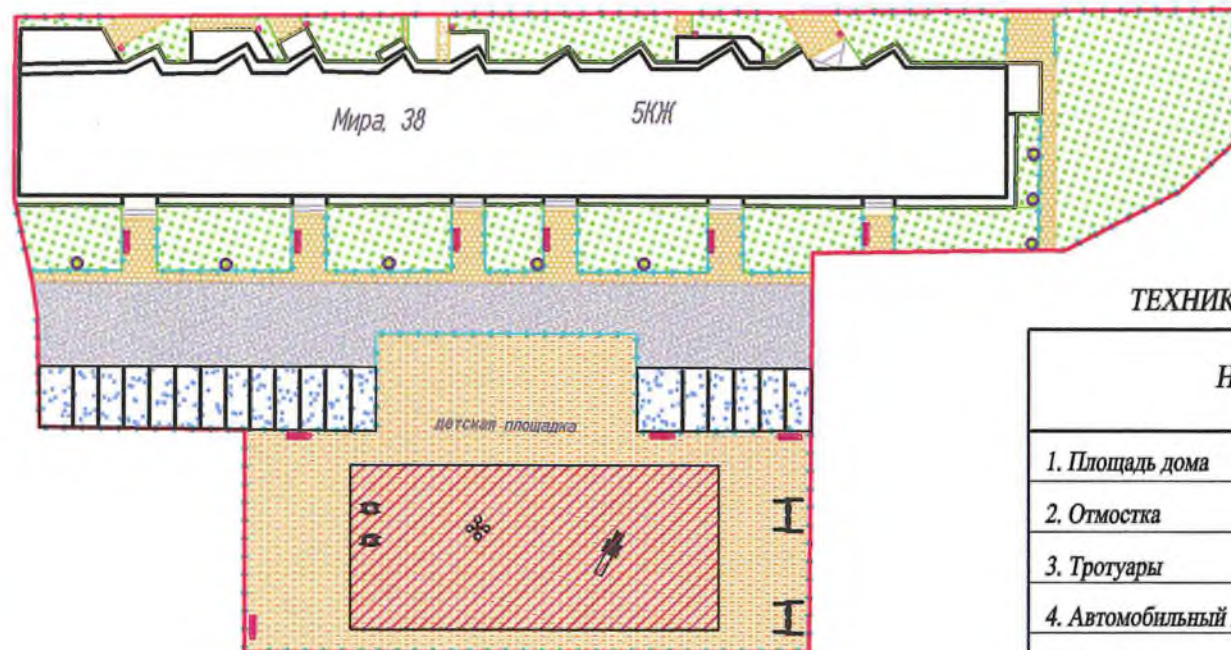 Мира, 38
5КЖ
ТЕХНИК
детская площадка
Н
1. Площадь дома
2. Отмостка
3. Тротуары
4. Автомобильный